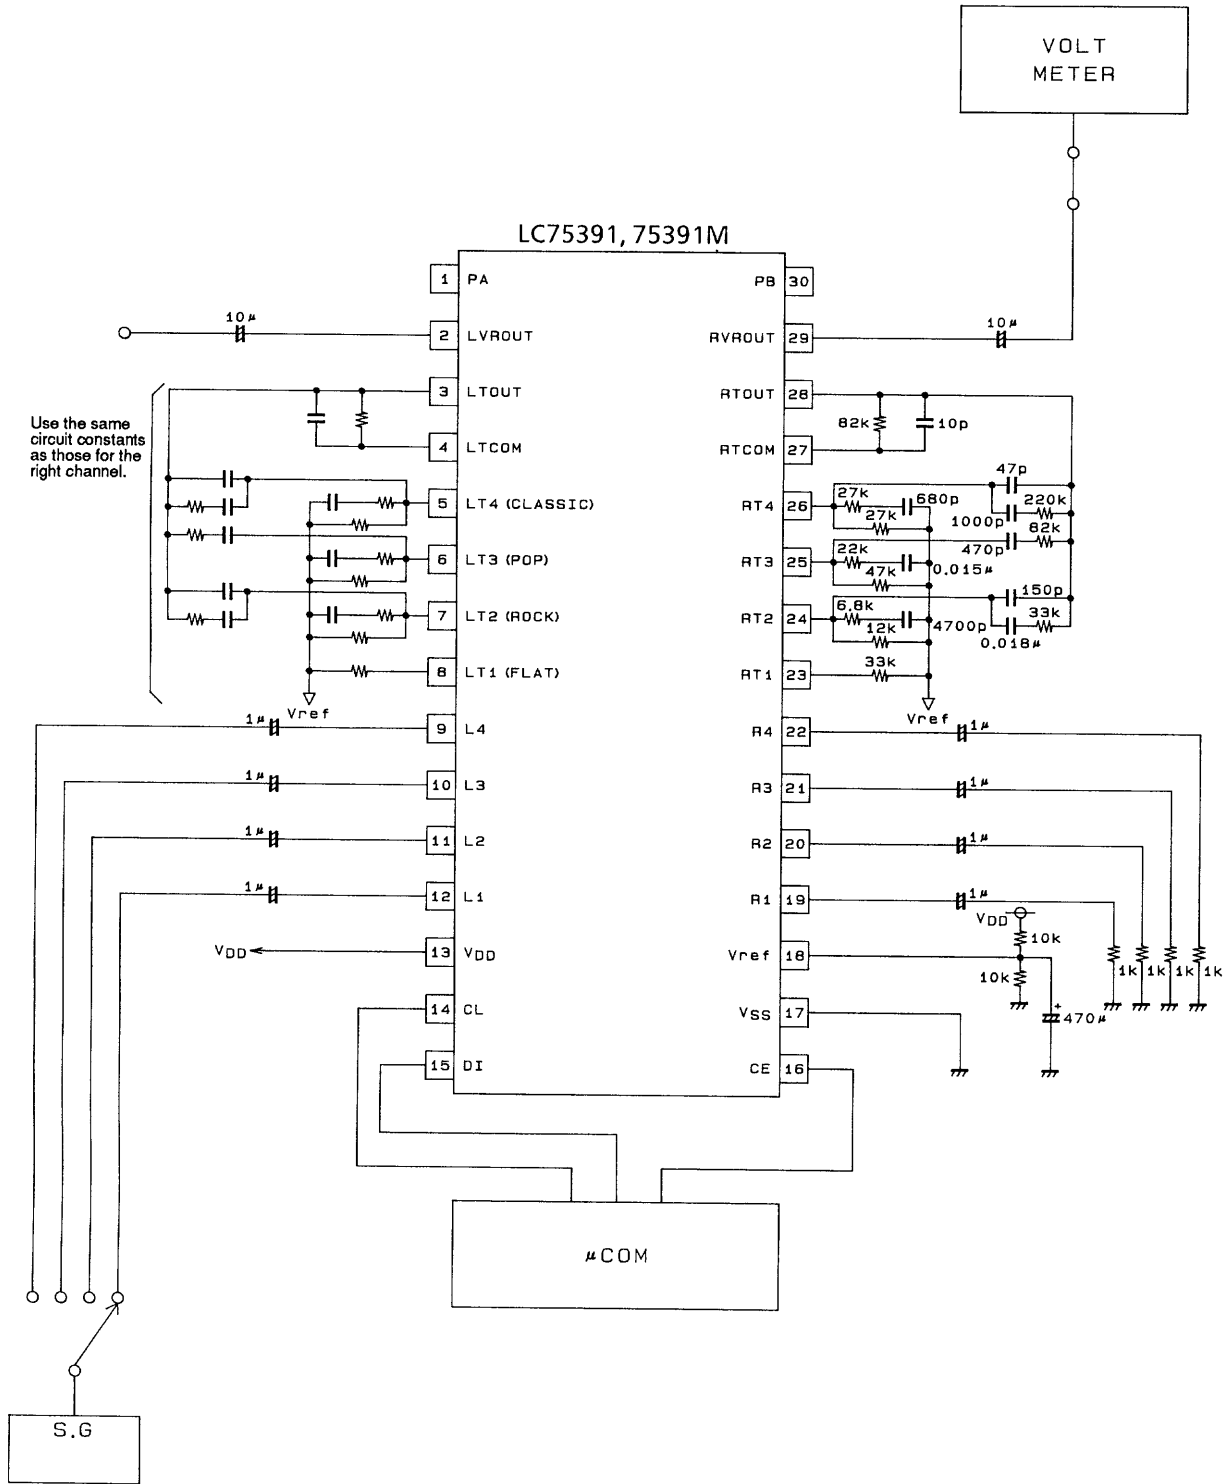 VOLT
METER
LC75391, 75391M
1 PA
PB 30
10μ
2 LVROUT
RVROUT 29
10μ
3 LTOUT
RTOUT 28
Use the same
circuit constants
as those for the
right channel.
82k
10p
4 LTCOM
RTCOM 27
47p
27k
680p
220k
5 LT4 (CLASSIC)
RT4 26
1000p
27k
82k
470p
22k
6 LT3 (POP)
RT3 25
0.015μ
47k
150p
6.8k
33k
7 LT2 (ROCK)
RT2 24
4700p
12k
0.018μ
33k
8 LT1 (FLAT)
RT1 23
Vref
Vref
1μ
9 L4
R4 22
1μ
1μ
10 L3
R3 21
1μ
1μ
11 L2
R2 20
1μ
1μ
12 L1
R1 19
1μ
VDD
10k
VDD
13 VDD
Vref 18
10k
1k
1k
1k
1k
14 CL
VSS 17
+
470μ
15 DI
CE 16
μCOM
S.G